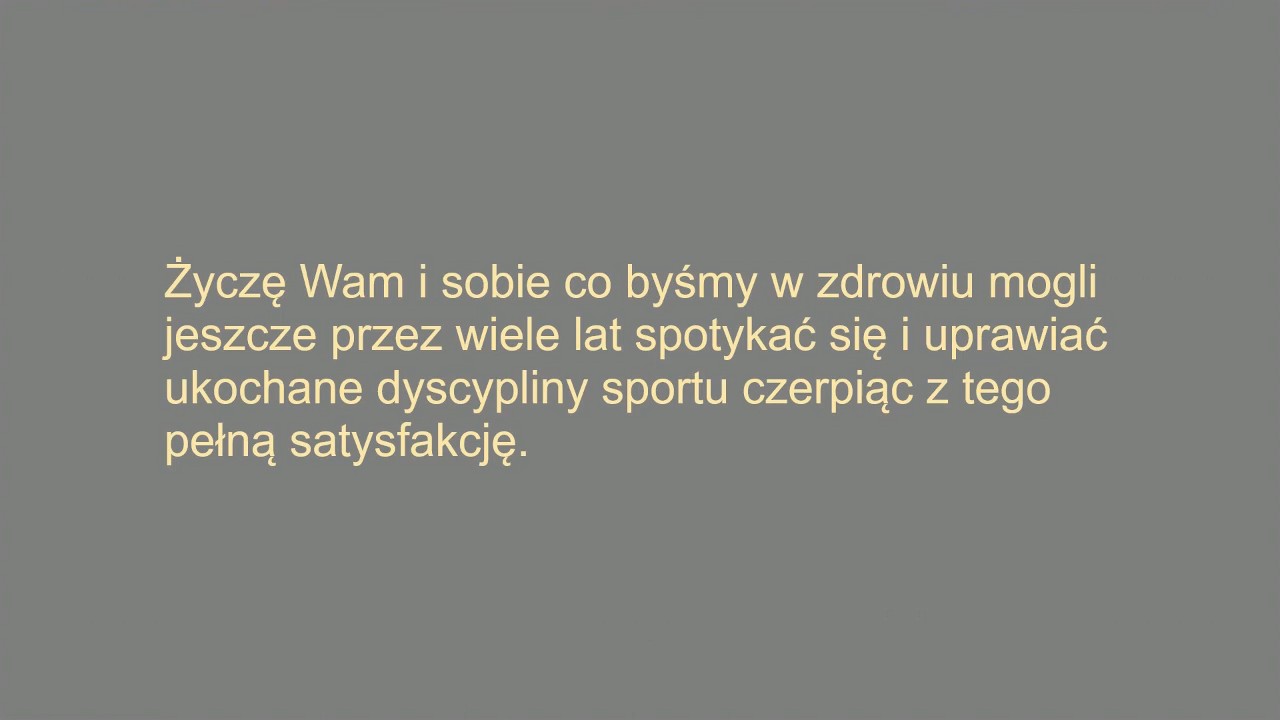 Życzę Wam i sobie co byśmy w zdrowiu mogli
jeszcze przez wiele lat spotykać się i uprawiać
ukochane dyscypliny sportu czerpiąc z tego
pełną satysfakcję.